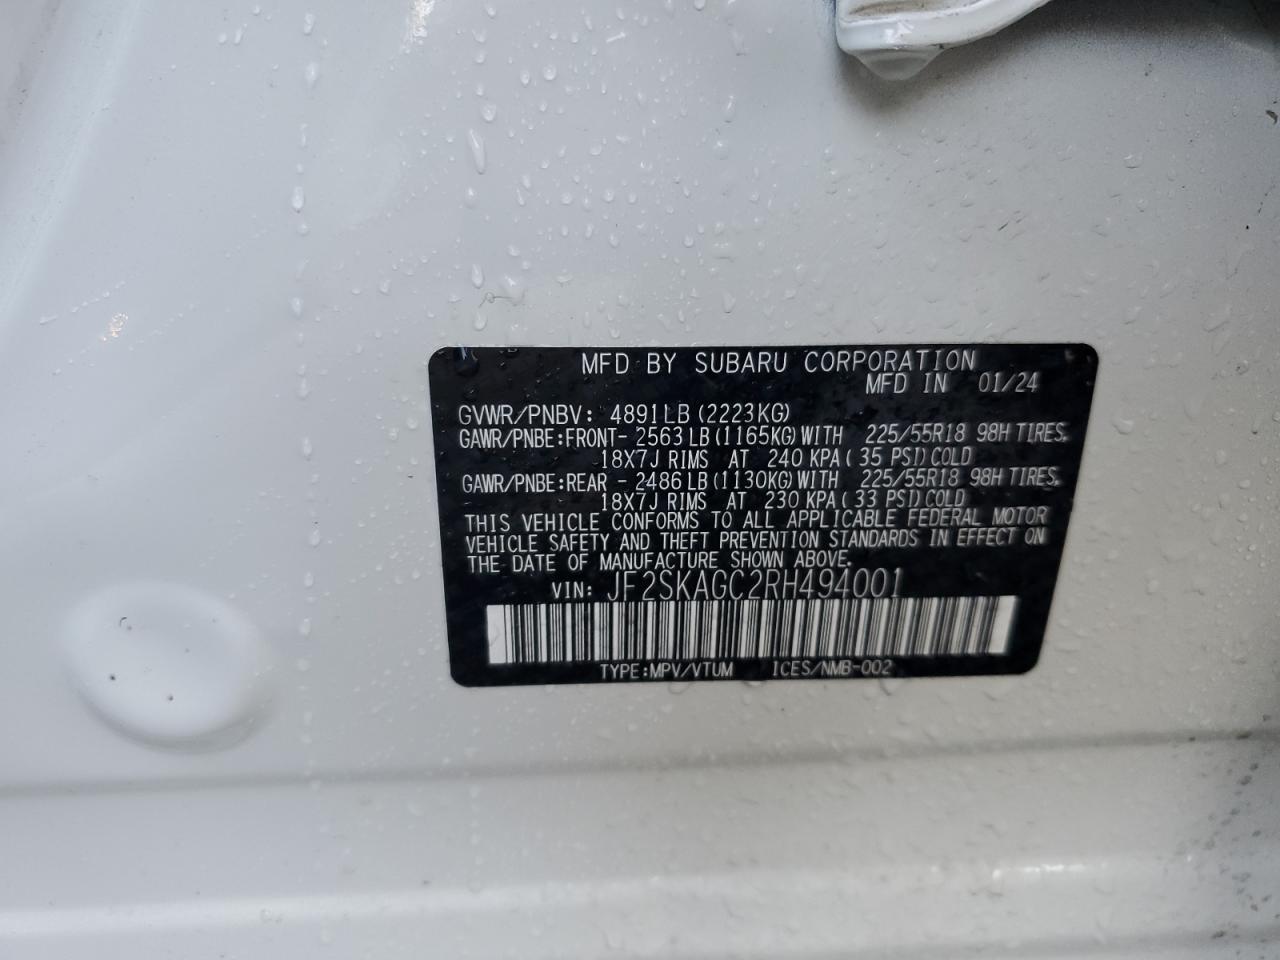 MFD BY SUBARU CORPORATION
MFD IN 01/24
GVWR/PNBV: 4891LB (2223KG)
GAWR/PNBE:FRONT- 2563LB (1165KG) WITH 225/55R18 98H TIRES,
18X7J RIMS AT 240 KPA ( 35 PSI) COLD
GAWR/PNBE:REAR - 2486LB (1130KG) WITH 225/55R18 98H TIRES,
18X7J RIMS AT 230 KPA ( 33 PSI) COLD
THIS VEHICLE CONFORMS TO ALL APPLICABLE FEDERAL MOTOR
VEHICLE SAFETY AND THEFT PREVENTION STANDARDS IN EFFECT ON
THE DATE OF MANUFACTURE SHOWN ABOVE.
VIN: JF2SKAGC2RH494001
TYPE:MPV/VTUM ICES/NMB-002